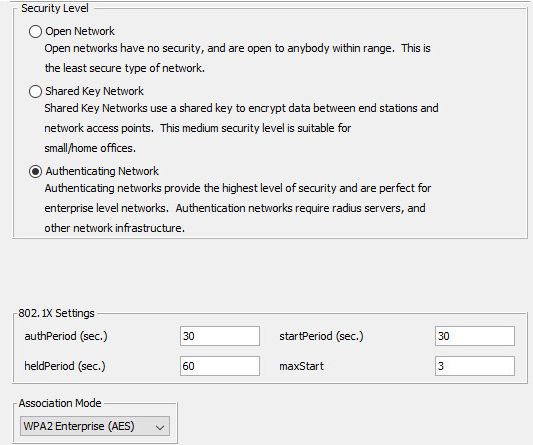 Security Level
Open Network
Open networks have no security, and are open to anybody within range. This is
the least secure type of network.
Shared Key Network
Shared Key Networks use a shared key to encrypt data between end stations and
network access points. This medium security level is suitable for
small/home offices.
Authenticating Network
Authenticating networks provide the highest level of security and are perfect for
enterprise level networks. Authentication networks require radius servers, and
other network infrastructure.
802.1X Settings
authPeriod (sec.) 30 startPeriod (sec.) 30
heldPeriod (sec.) 60 maxStart 3
Association Mode
WPA2 Enterprise (AES)